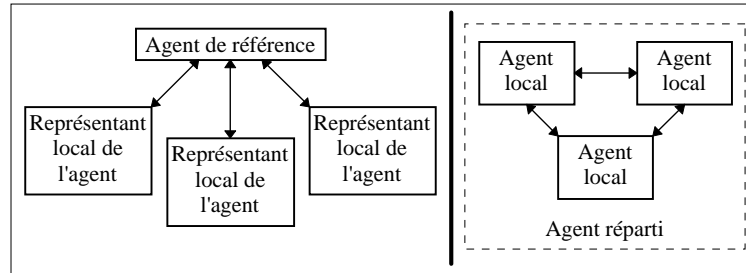 Agent de référence
Représentant
local de
l'agent
Représentant
local de
l'agent
Représentant
local de
l'agent
Agent
local
Agent
local
Agent
local
Agent réparti